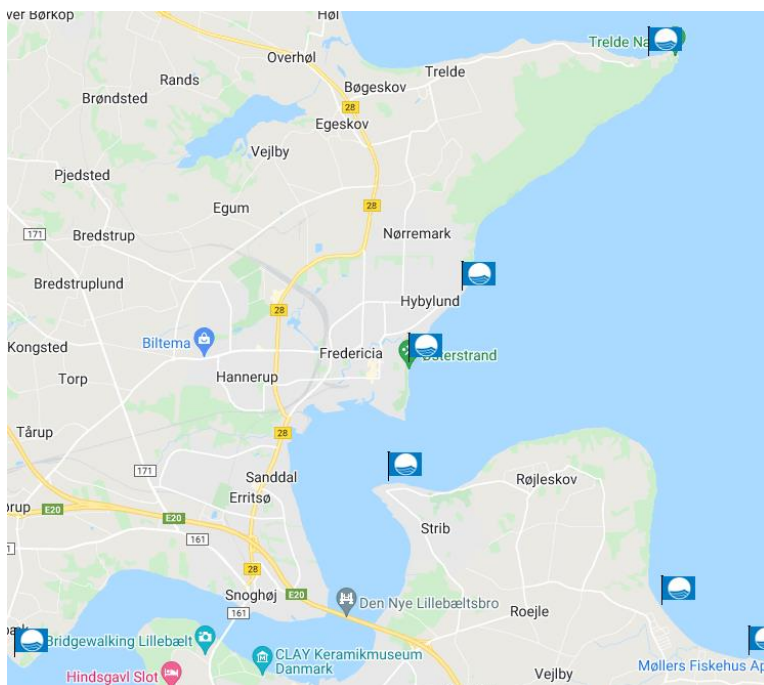 ver Børkop
Høl
Trelde Na
Overhøl
Trelde
Rands
Bøgeskov
Brøndsted
28
Egeskov
Vejlby
Pjedsted
Egum
28
171
Bredstrup
Nørremark
Bredstruplund
Hybylund
28
Biltema
Kongsted
Fredericia
Østerstrand
Torp
Hannerup
Tårup
28
171
Sanddal
Røjleskov
Erritsø
E20
E20
Strib
161
28
Snoghøj
E20
Den Nye Lillebæltsbro
161
Roejle
Bridgewalking Lillebælt
CLAY Keramikmuseum
Danmark
Møllers Fiskehus Ap
Hindsgavl Slot
Vejlby